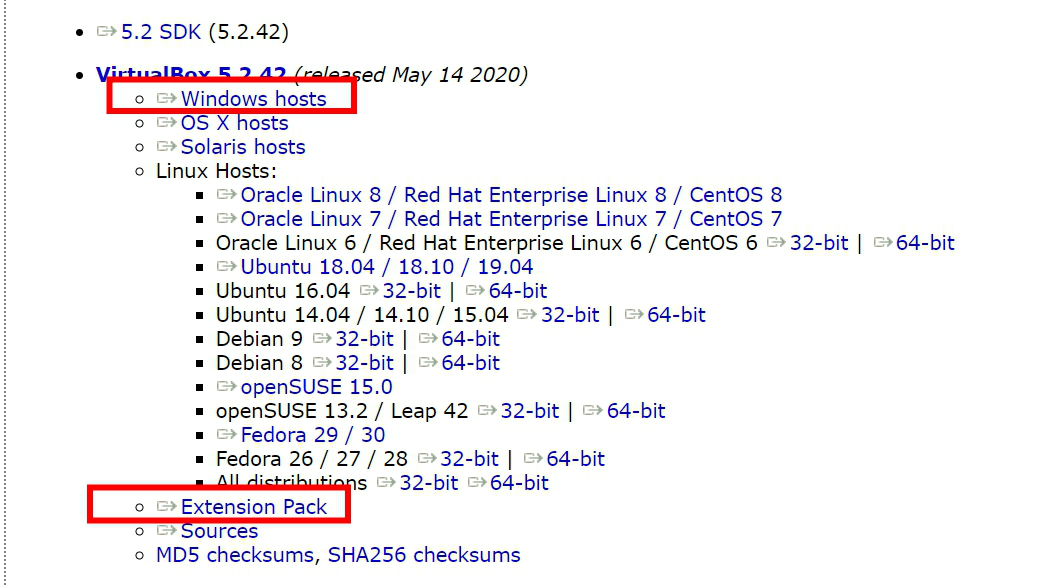 5.2 SDK (5.2.42)
VirtualBox 5.2.42 (released May 14 2020)
Windows hosts
OS X hosts
Solaris hosts
Linux Hosts:
Oracle Linux 8 / Red Hat Enterprise Linux 8 / CentOS 8
Oracle Linux 7 / Red Hat Enterprise Linux 7 / CentOS 7
Oracle Linux 6 / Red Hat Enterprise Linux 6 / CentOS 6 32-bit | 64-bit
Ubuntu 18.04 / 18.10 / 19.04
Ubuntu 16.04 32-bit | 64-bit
Ubuntu 14.04 / 14.10 / 15.04 32-bit | 64-bit
Debian 9 32-bit | 64-bit
Debian 8 32-bit | 64-bit
openSUSE 15.0
openSUSE 13.2 / Leap 42 32-bit | 64-bit
Fedora 29 / 30
Fedora 26 / 27 / 28 32-bit | 64-bit
All distributions 32-bit 64-bit
Extension Pack
Sources
MD5 checksums, SHA256 checksums